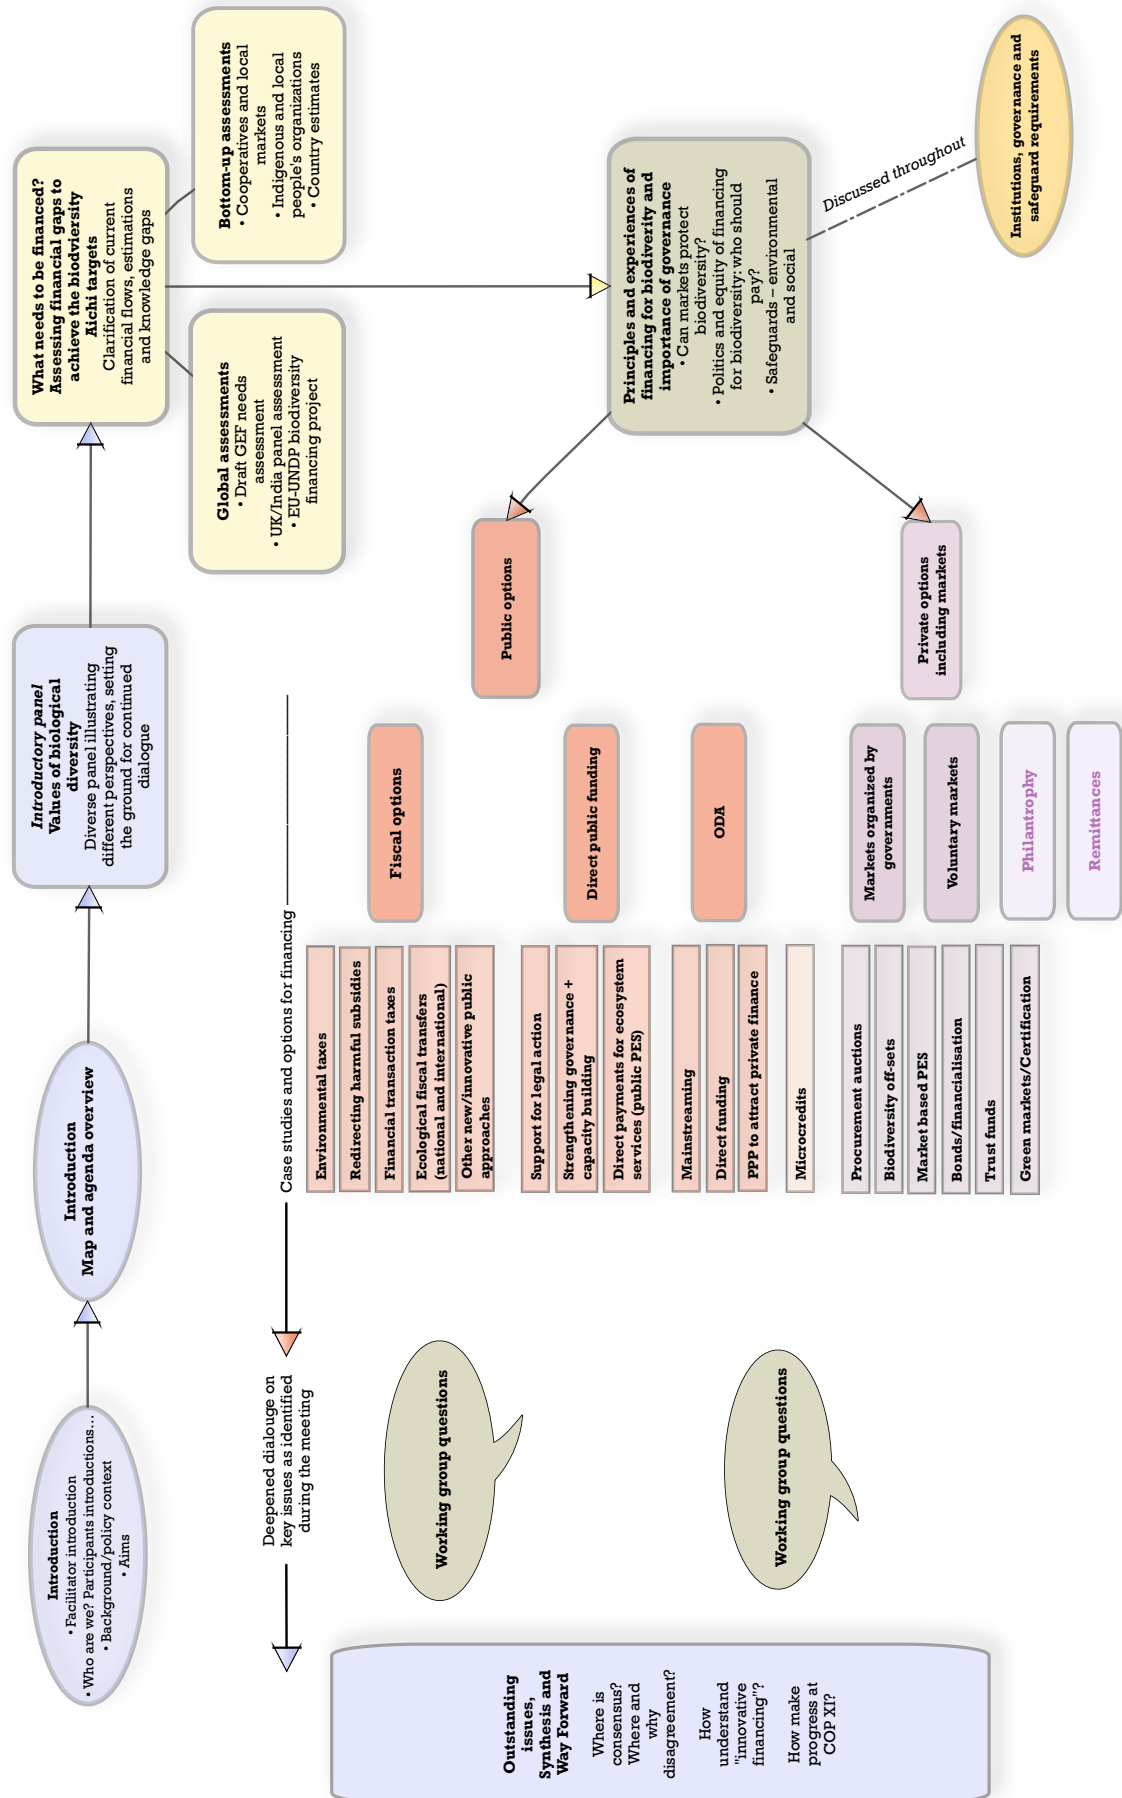 Introduction
• Facilitator introduction
• Who are we? Participants introductions...
• Background/policy context
• Aims
Introduction
Map and agenda overview
Introductory panel
Values of biological
diversity
Diverse panel illustrating
different perspectives, setting
the ground for continued
dialogue
What needs to be financed?
Assessing financial gaps to
achieve the biodviersity
Aichi targets
Clarification of current
financial flows, estimations
and knowledge gaps
Global assessments
• Draft GEF needs
assessment
• UK/India panel assessment
• EU-UNDP biodiversity
financing project
Bottom-up assessments
• Cooperatives and local
markets
• Indigenous and local
people's organizations
• Country estimates
Principles and experiences of
financing for biodiverity and
importance of governance
• Can markets protect
biodiversity?
• Politics and equity of financing
for biodiversity: who should
pay?
• Safeguards – environmental
and social
Discussed throughout
Institutions, governance and
safeguard requirements
Public options
Private options
including markets
Case studies and options for financing
Fiscal options
Direct public funding
ODA
Markets organized by
governments
Voluntary markets
Philantrophy
Remittances
Environmental taxes
Redirecting harmful subsidies
Financial transaction taxes
Ecological fiscal transfers
(national and international)
Other new/innovative public
approaches
Support for legal action
Strengthening governance +
capacity building
Direct payments for ecosystem
services (public PES)
Mainstreaming
Direct funding
PPP to attract private finance
Microcredits
Procurement auctions
Biodiversity off-sets
Market based PES
Bonds/financialisation
Trust funds
Green markets/Certification
Deepened dialouge on
key issues as identified
during the meeting
Working group questions
Working group questions
Outstanding
issues,
Synthesis and
Way Forward
Where is
consensus?
Where and
why
disagreement?
How
understand
"innovative
financing"?
How make
progress at
COP XI?